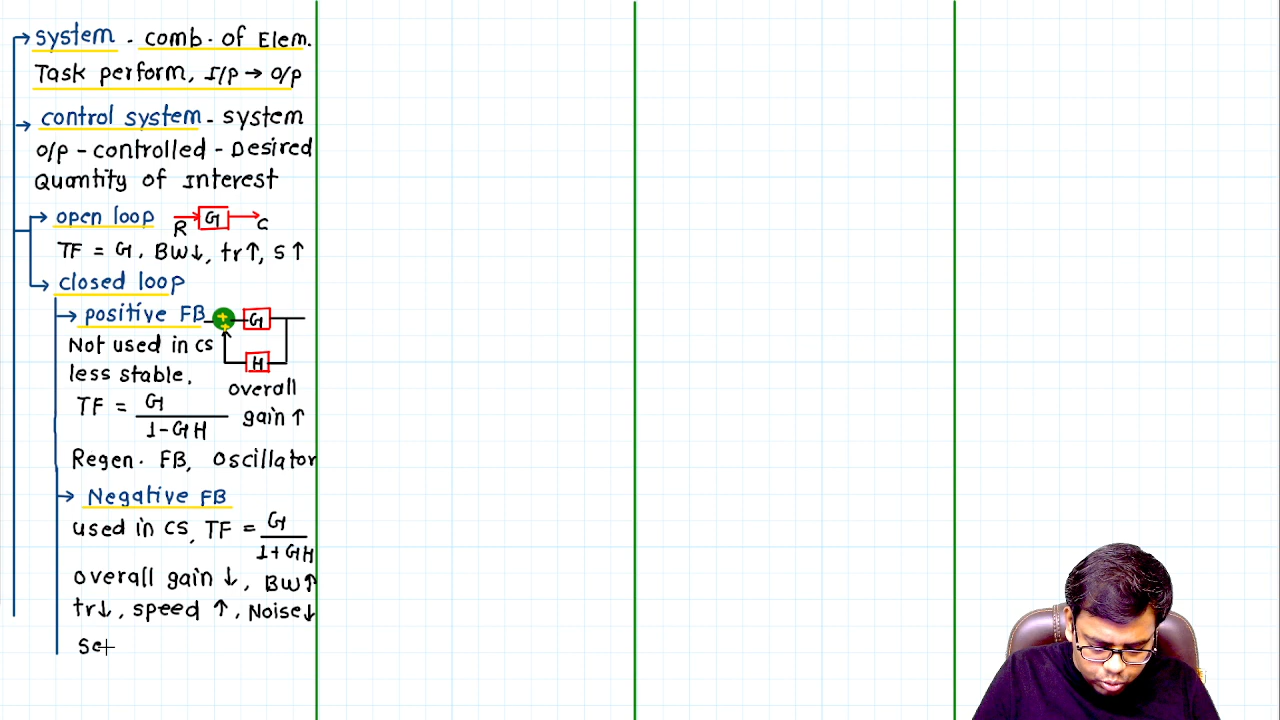 system - comb. of Elem.
Task perform, I/p → o/p
control system - system
o/p - controlled - Desired
Quantity of Interest
open loop R G C
TF = G, BW↓, tr↑, S↑
closed loop
positive FB + + G
Not used in cs H
less stable.
overall
TF = G / 1-GH gain ↑
Regen. FB, Oscillator
Negative FB
used in cs, TF = G / 1+GH
overall gain ↓, BW↑
tr↓, speed ↑, Noise↓